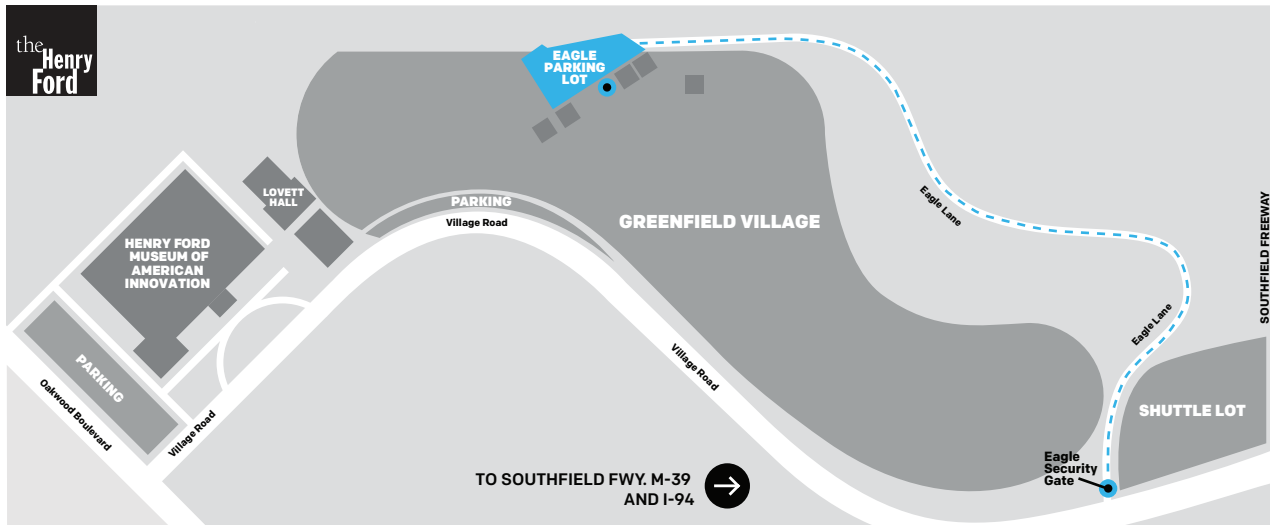 the
Henry
Ford
EAGLE
PARKING
LOT
LOVETT
HALL
PARKING
Village Road
GREENFIELD VILLAGE
Eagle Lane
SOUTHFIELD FREEWAY
HENRY FORD
MUSEUM OF
AMERICAN
INNOVATION
Eagle Lane
PARKING
Village Road
Oakwood Boulevard
Village Road
SHUTTLE LOT
Eagle
Security
Gate
TO SOUTHFIELD FWY. M-39
AND I-94